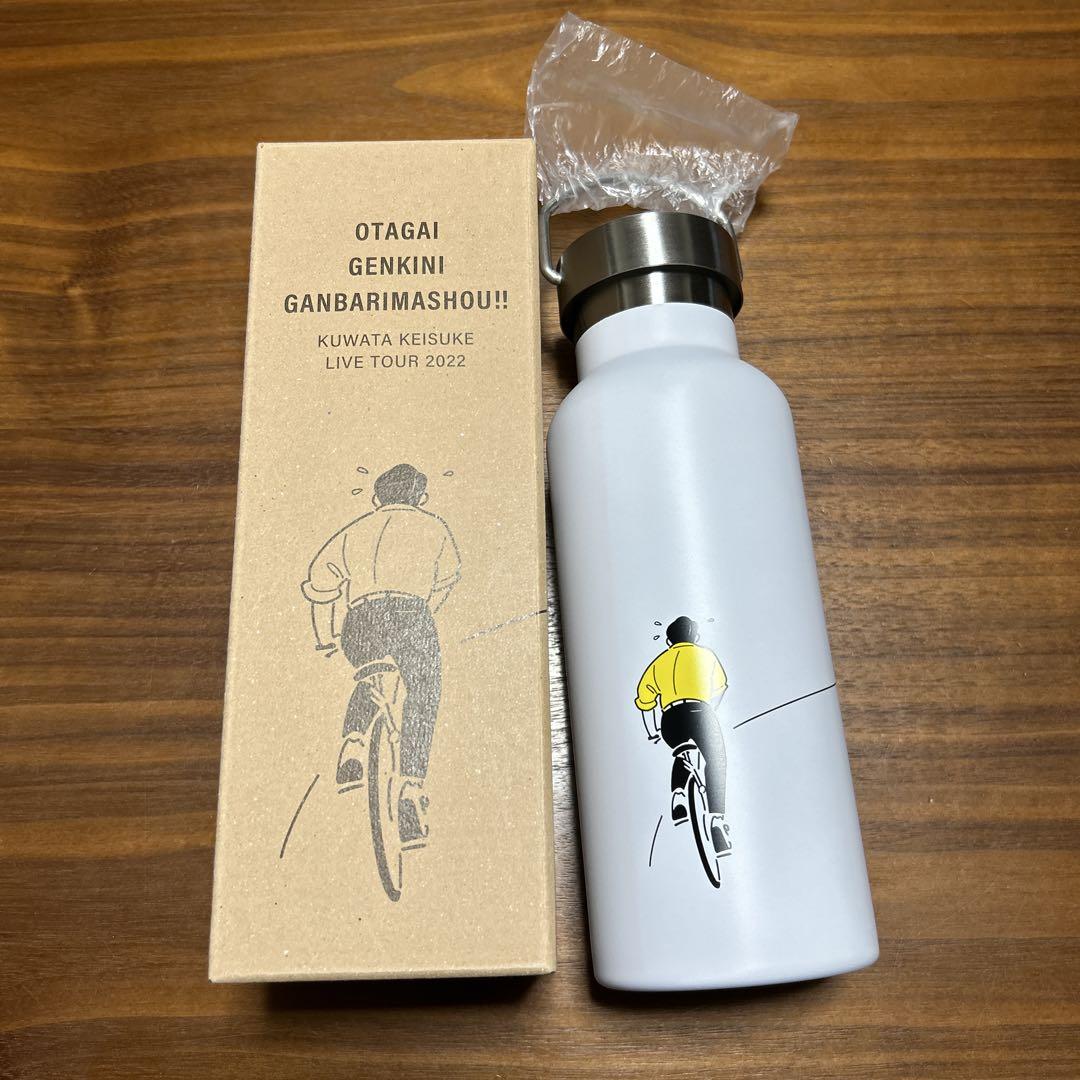 OTAGAI
GENKINI
GANBARIMASHOU!!
KUWATA KEISUKE
LIVE TOUR 2022